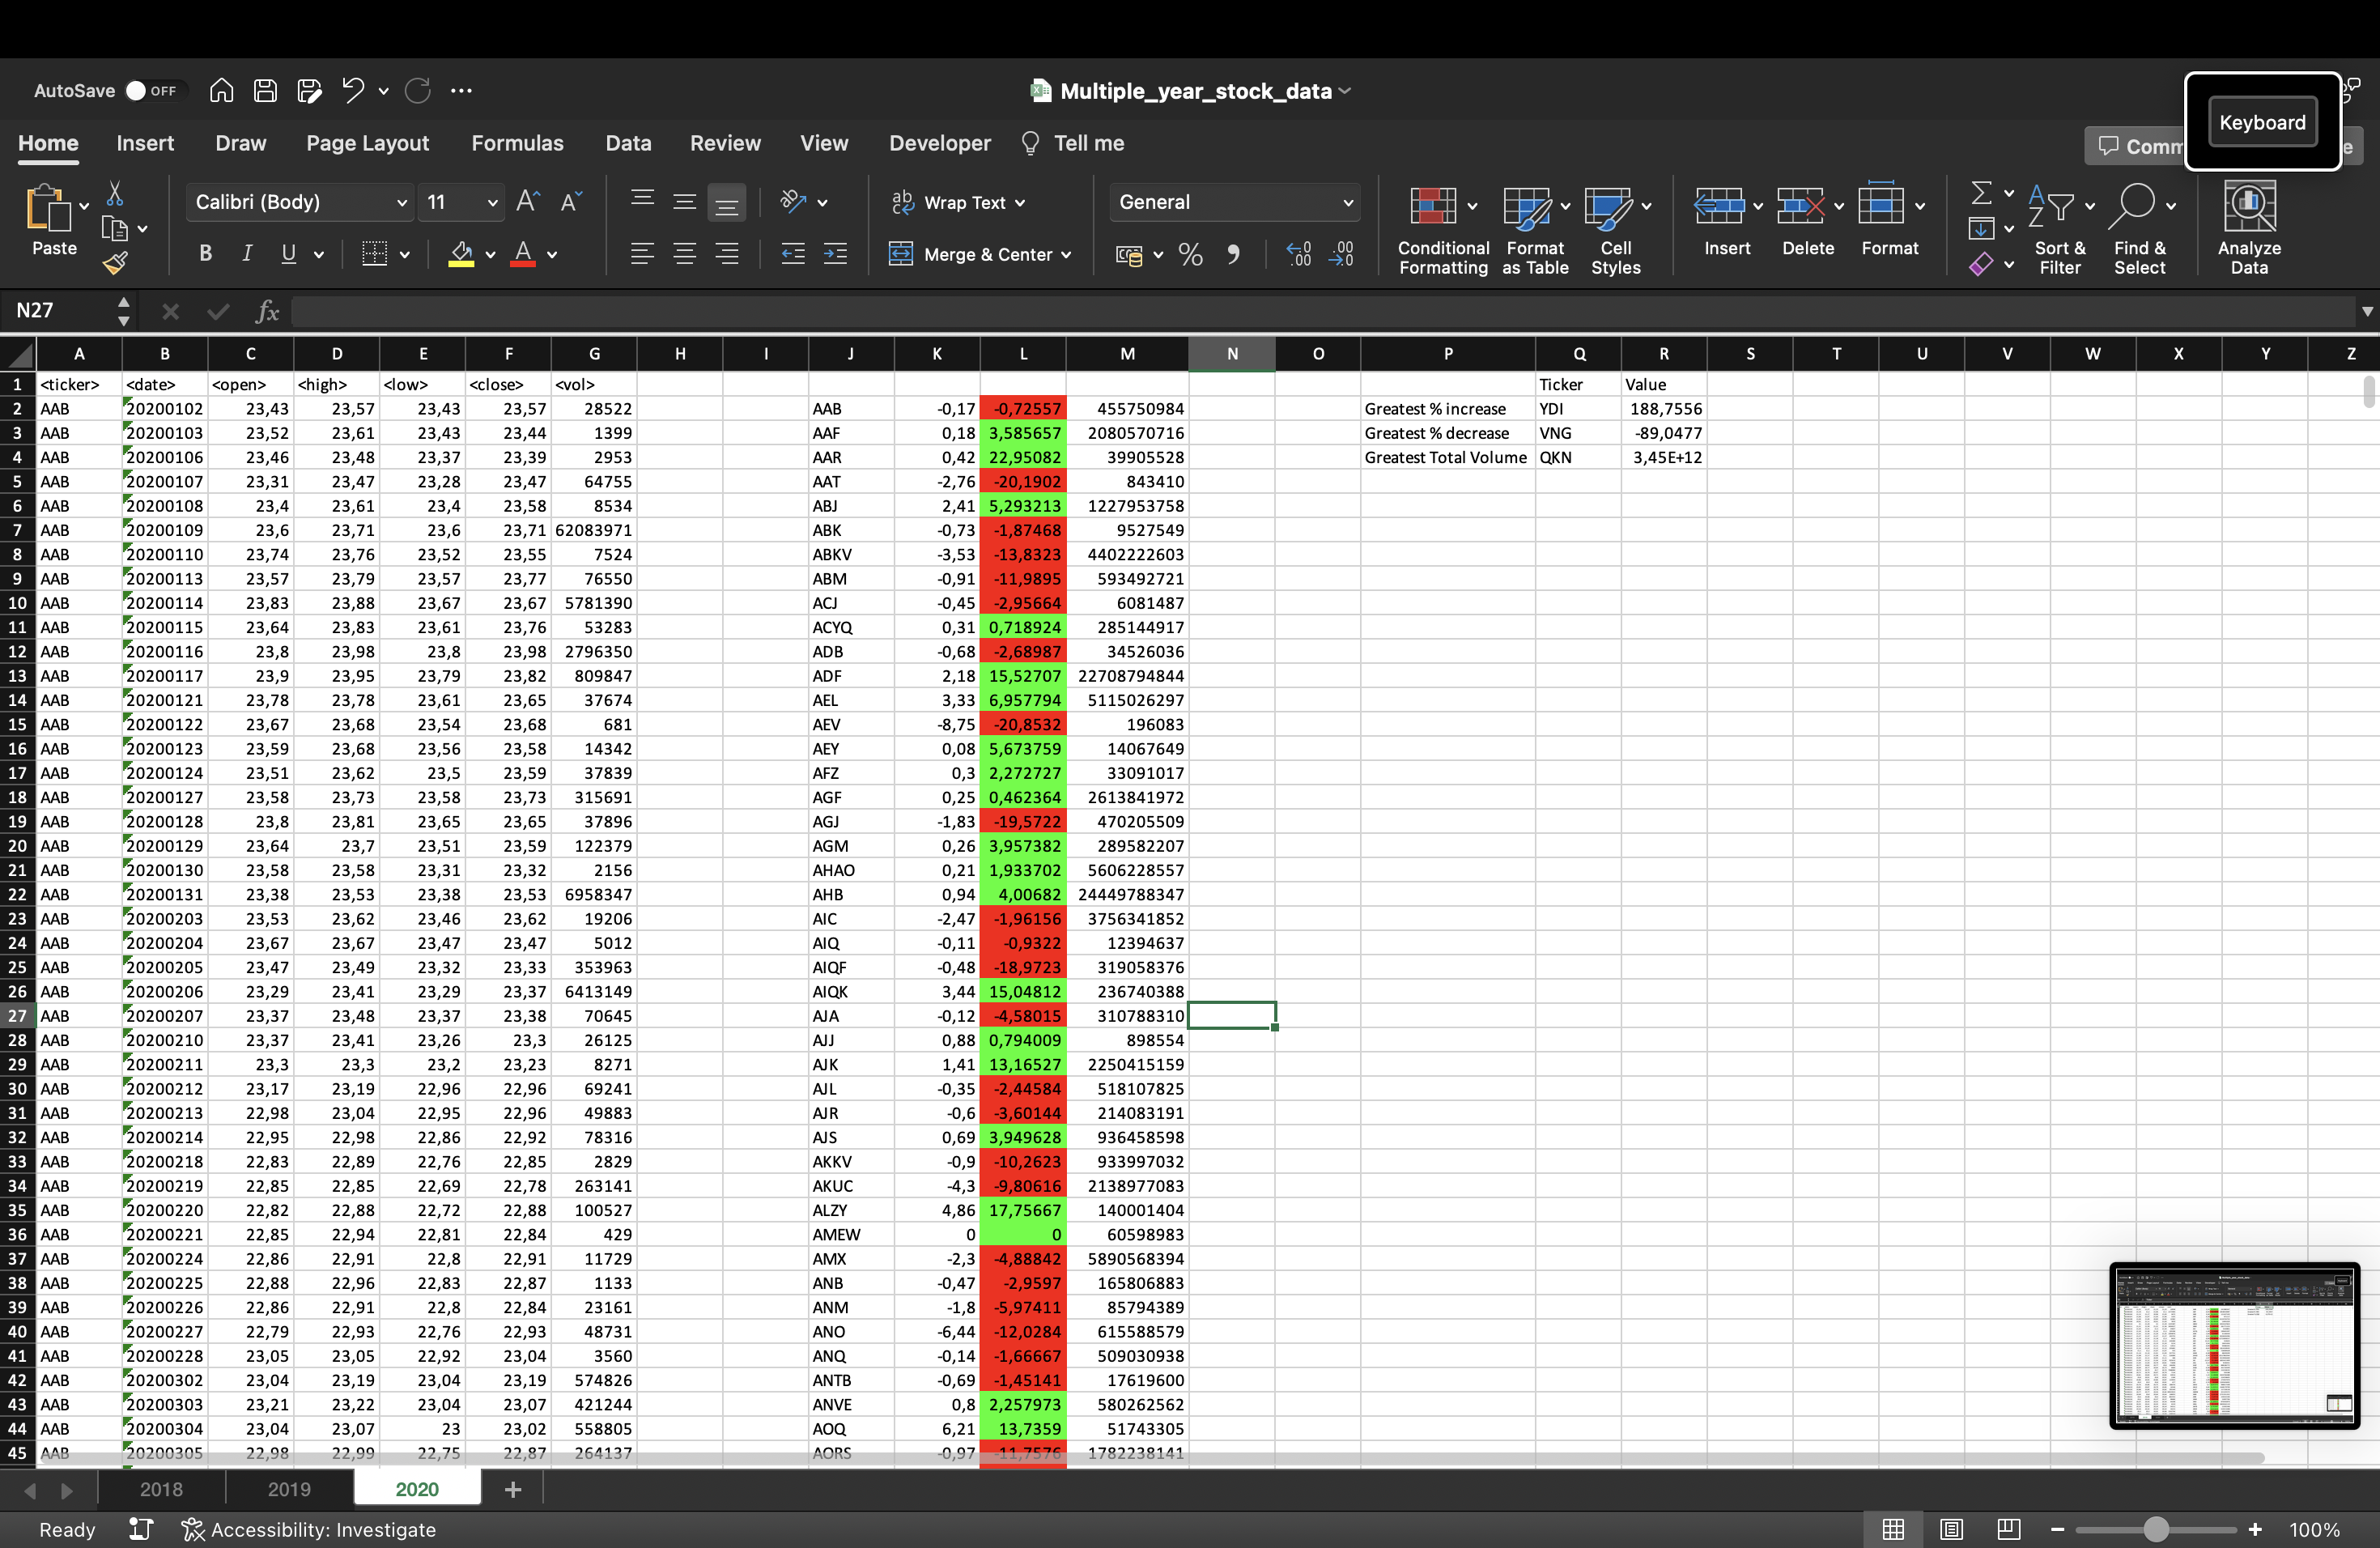 AutoSave OFF Multiple_year_stock_data
Keyboard
Home Insert Draw Page Layout Formulas Data Review View Developer Tell me
Calibri (Body) 11 Wrap Text General
Paste Merge & Center Conditional Formatting Format as Table Cell Styles Insert Delete Format Sort & Filter Find & Select Analyze Data
N27 fx
A B C D E F G H I J K L M N O P Q R S T U V W X Y Z
1 <ticker> <date> <open> <high> <low> <close> <vol> Ticker Value
2 AAB 20200102 23,43 23,57 23,43 23,57 28522 AAB -0,17 -0,72557 455750984 Greatest % increase YDI 188,7556
3 AAB 20200103 23,52 23,61 23,43 23,44 1399 AAF 0,18 3,585657 2080570716 Greatest % decrease VNG -89,0477
4 AAB 20200106 23,46 23,48 23,37 23,39 2953 AAR 0,42 22,95082 39905528 Greatest Total Volume QKN 3,45E+12
5 AAB 20200107 23,31 23,47 23,28 23,47 64755 AAT -2,76 -20,1902 843410
6 AAB 20200108 23,4 23,61 23,4 23,58 8534 ABJ 2,41 5,293213 1227953758
7 AAB 20200109 23,6 23,71 23,6 23,71 62083971 ABK -0,73 -1,87468 9527549
8 AAB 20200110 23,74 23,76 23,52 23,55 7524 ABKV -3,53 -13,8323 4402222603
9 AAB 20200113 23,57 23,79 23,57 23,77 76550 ABM -0,91 -11,9895 593492721
10 AAB 20200114 23,83 23,88 23,67 23,67 5781390 ACJ -0,45 -2,95664 6081487
11 AAB 20200115 23,64 23,83 23,61 23,76 53283 ACYQ 0,31 0,718924 285144917
12 AAB 20200116 23,8 23,98 23,8 23,98 2796350 ADB -0,68 -2,68987 34526036
13 AAB 20200117 23,9 23,95 23,79 23,82 809847 ADF 2,18 15,52707 22708794844
14 AAB 20200121 23,78 23,78 23,61 23,65 37674 AEL 3,33 6,957794 5115026297
15 AAB 20200122 23,67 23,68 23,54 23,68 681 AEV -8,75 -20,8532 196083
16 AAB 20200123 23,59 23,68 23,56 23,58 14342 AEY 0,08 5,673759 14067649
17 AAB 20200124 23,51 23,62 23,5 23,59 37839 AFZ 0,3 2,272727 33091017
18 AAB 20200127 23,58 23,73 23,58 23,73 315691 AGF 0,25 0,462364 2613841972
19 AAB 20200128 23,8 23,81 23,65 23,65 37896 AGJ -1,83 -19,5722 470205509
20 AAB 20200129 23,64 23,7 23,51 23,59 122379 AGM 0,26 3,957382 289582207
21 AAB 20200130 23,58 23,58 23,31 23,32 2156 AHAO 0,21 1,933702 5606228557
22 AAB 20200131 23,38 23,53 23,38 23,53 6958347 AHB 0,94 4,00682 24449788347
23 AAB 20200203 23,53 23,62 23,46 23,62 19206 AIC -2,47 -1,96156 3756341852
24 AAB 20200204 23,67 23,67 23,47 23,47 5012 AIQ -0,11 -0,9322 12394637
25 AAB 20200205 23,47 23,49 23,32 23,33 353963 AIQF -0,48 -18,9723 319058376
26 AAB 20200206 23,29 23,41 23,29 23,37 6413149 AIQK 3,44 15,04812 236740388
27 AAB 20200207 23,37 23,48 23,37 23,38 70645 AJA -0,12 -4,58015 310788310
28 AAB 20200210 23,37 23,41 23,26 23,3 26125 AJJ 0,88 0,794009 898554
29 AAB 20200211 23,3 23,3 23,2 23,23 8271 AJK 1,41 13,16527 2250415159
30 AAB 20200212 23,17 23,19 22,96 22,96 69241 AJL -0,35 -2,44584 518107825
31 AAB 20200213 22,98 23,04 22,95 22,96 49883 AJR -0,6 -3,60144 214083191
32 AAB 20200214 22,95 22,98 22,86 22,92 78316 AJS 0,69 3,949628 936458598
33 AAB 20200218 22,83 22,89 22,76 22,85 2829 AKKV -0,9 -10,2623 933997032
34 AAB 20200219 22,85 22,85 22,69 22,78 263141 AKUC -4,3 -9,80616 2138977083
35 AAB 20200220 22,82 22,88 22,72 22,88 100527 ALZY 4,86 17,75667 140001404
36 AAB 20200221 22,85 22,94 22,81 22,84 429 AMEW 0 0 60598983
37 AAB 20200224 22,86 22,91 22,8 22,91 11729 AMX -2,3 -4,88842 5890568394
38 AAB 20200225 22,88 22,96 22,83 22,87 1133 ANB -0,47 -2,9597 165806883
39 AAB 20200226 22,86 22,91 22,8 22,84 23161 ANM -1,8 -5,97411 85794389
40 AAB 20200227 22,79 22,93 22,76 22,93 48731 ANO -6,44 -12,0284 615588579
41 AAB 20200228 23,05 23,05 22,92 23,04 3560 ANQ -0,14 -1,66667 509030938
42 AAB 20200302 23,04 23,19 23,04 23,19 574826 ANTB -0,69 -1,45141 17619600
43 AAB 20200303 23,21 23,22 23,04 23,07 421244 ANVE 0,8 2,257973 580262562
44 AAB 20200304 23,04 23,07 23 23,02 558805 AOQ 6,21 13,7359 51743305
45 AAB 20200305 22,98 22,99 22,75 22,87 264137 AORS -0,97 -11,7576 1782238141
2018 2019 2020
Ready Accessibility: Investigate 100%